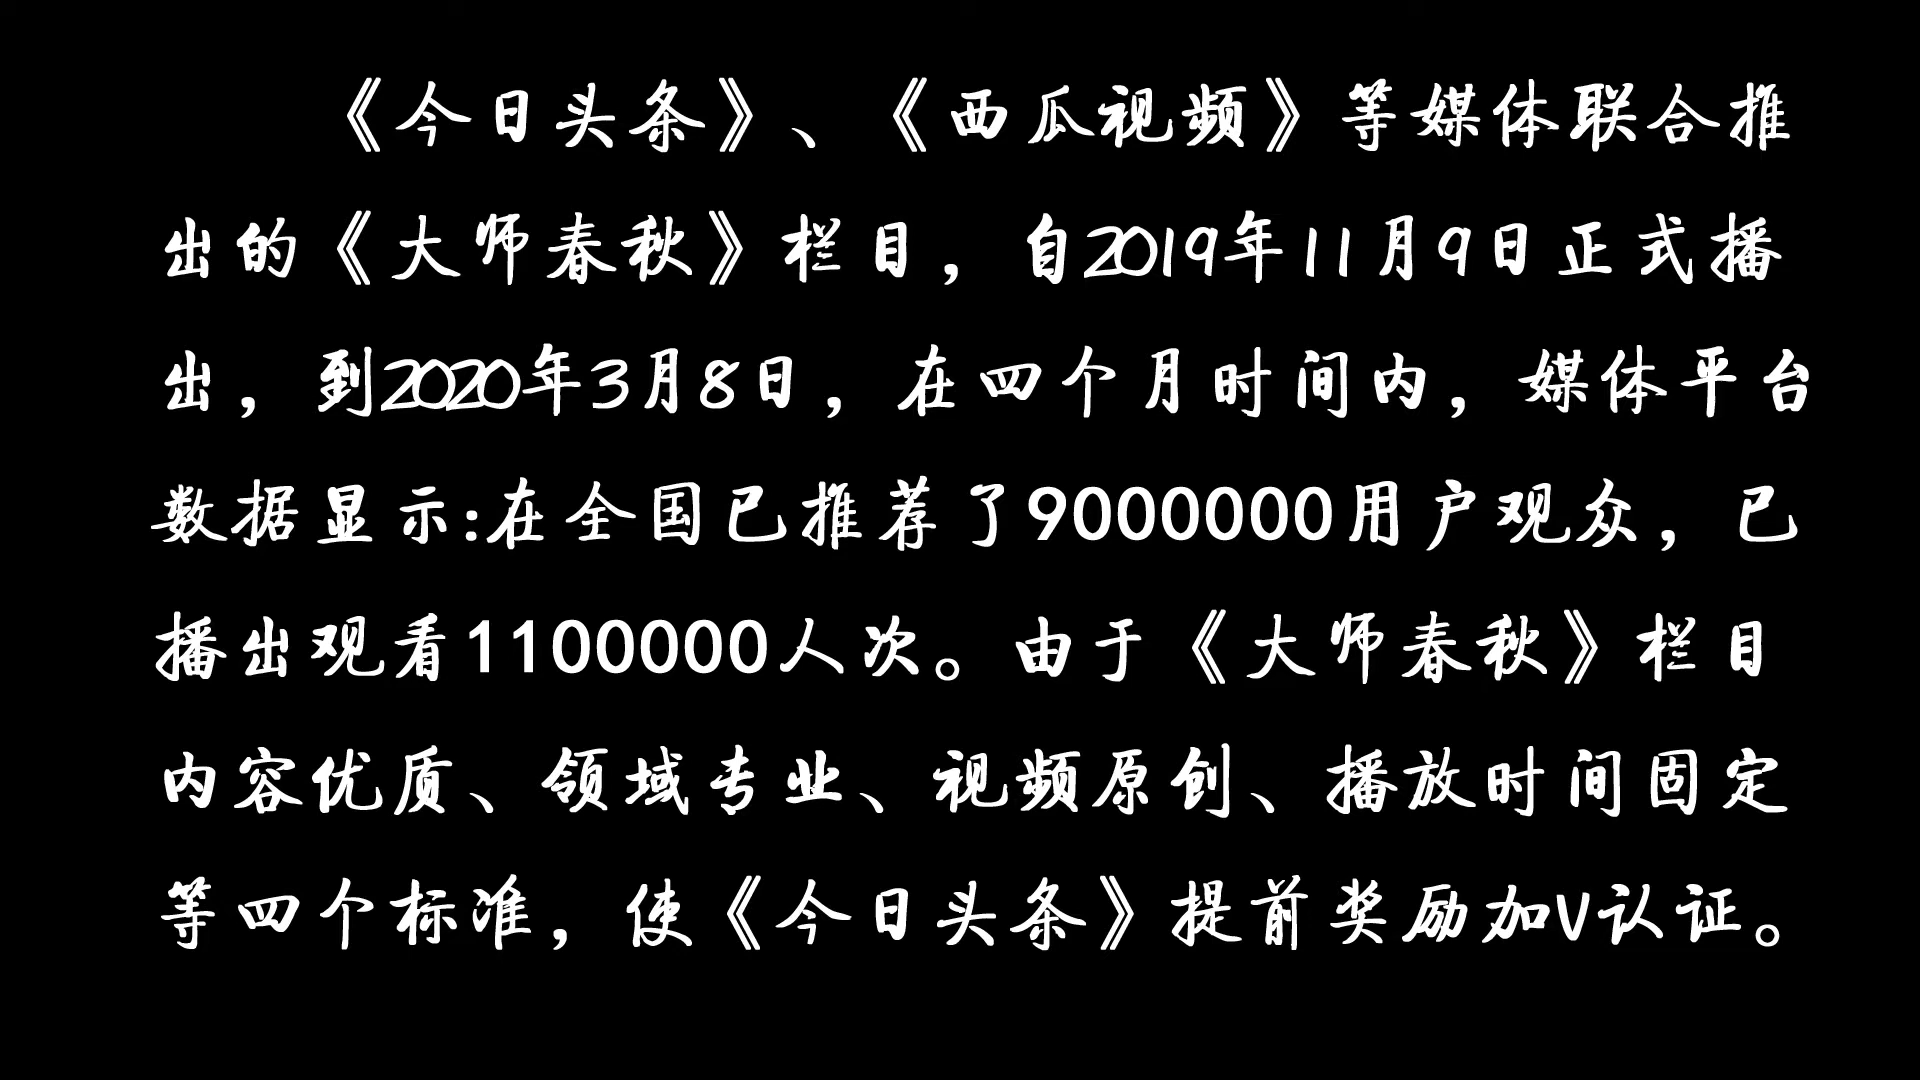 《今日头条》、《西瓜视频》等媒体联合推
出的《大师春秋》栏目，自2019年11月9日正式播
出，到2020年3月8日，在四个月时间内，媒体平台
数据显示:在全国已推荐了9000000用户观众，已
播出观看1100000人次。由于《大师春秋》栏目
内容优质、领域专业、视频原创、播放时间固定
等四个标准，使《今日头条》提前奖励加V认证。